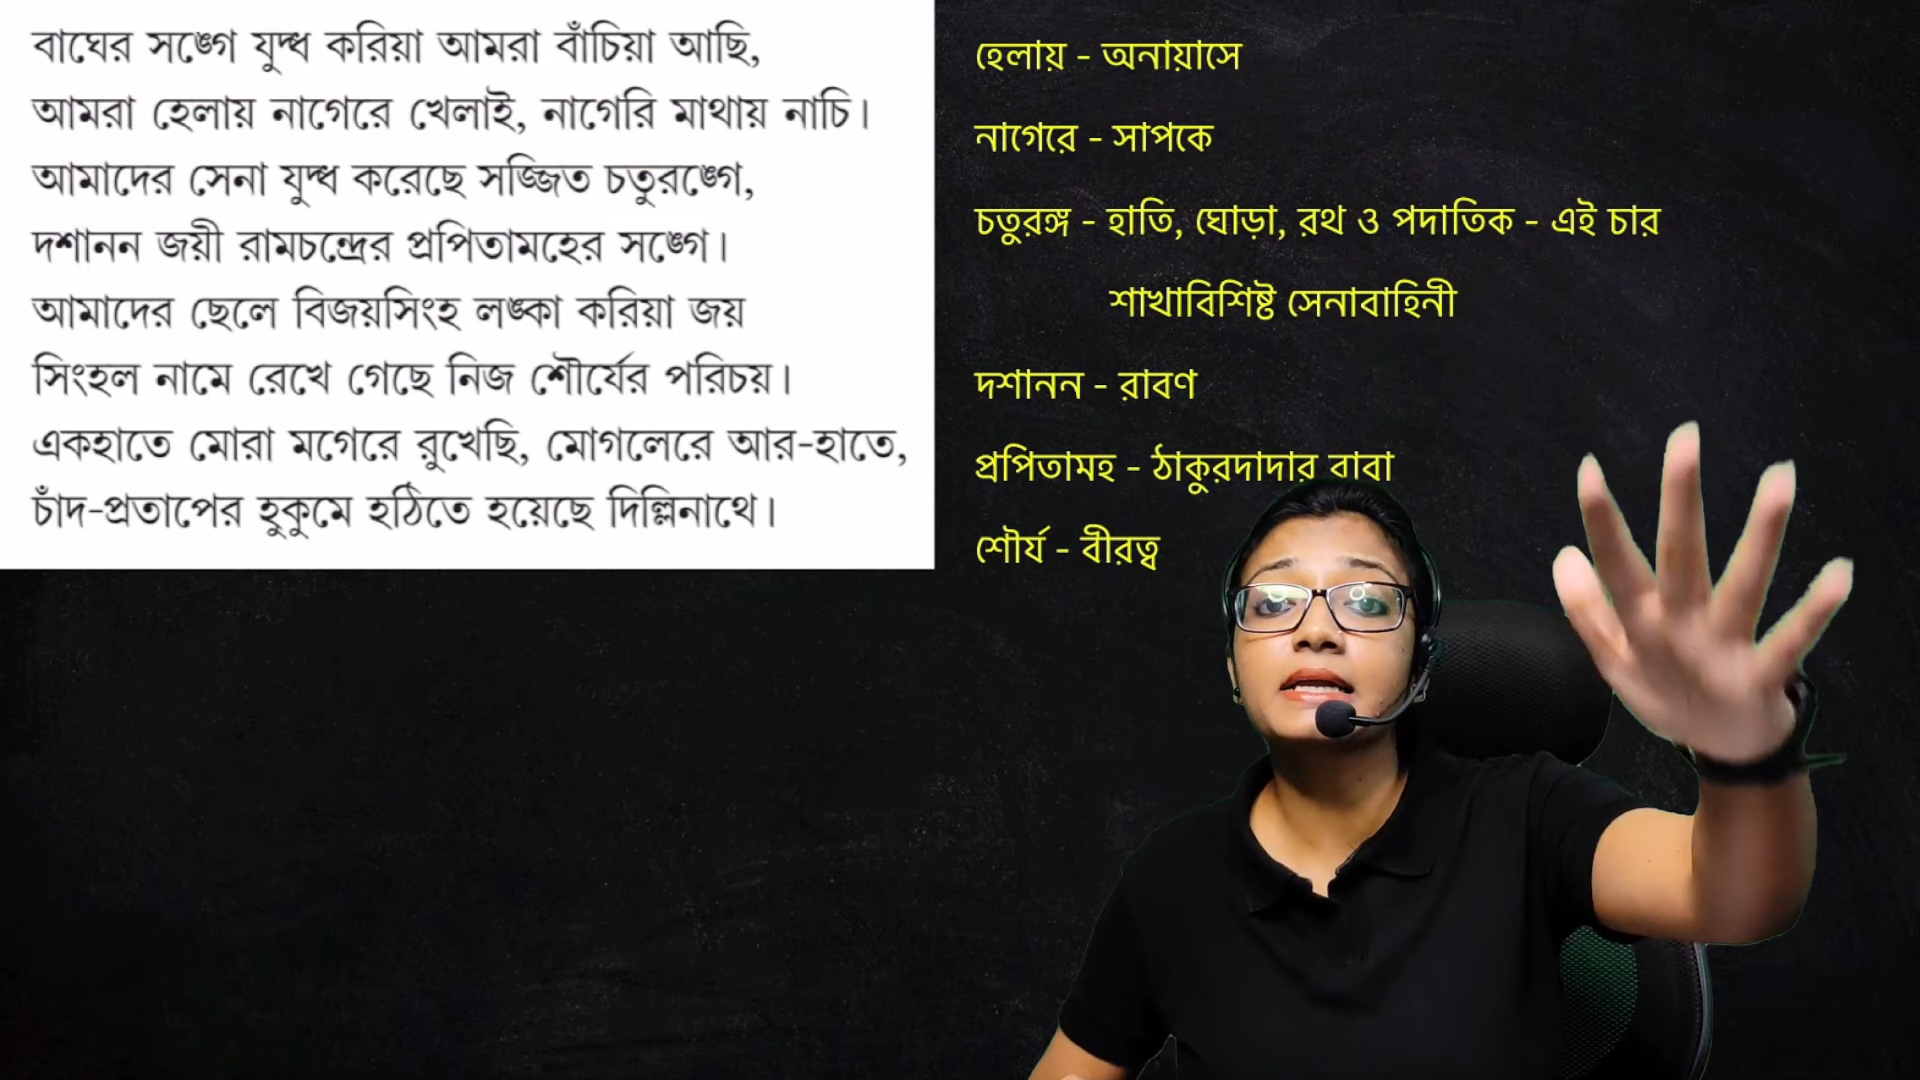 বাঘের সঙ্গে যুদ্ধ করিয়া আমরা বাঁচিয়া আছি,
আমরা হেলায় নাগেরে খেলাই, নাগেরি মাথায় নাচি।
আমাদের সেনা যুদ্ধ করেছে সজ্জিত চতুরঙ্গে,
দশানন জয়ী রামচন্দ্রের প্রপিতামহের সঙ্গে।
আমাদের ছেলে বিজয়সিংহ লঙ্কা করিয়া জয়
সিংহল নামে রেখে গেছে নিজ শৌর্যের পরিচয়।
একহাতে মোরা মগেরে রুখেছি, মোগলেরে আর-হাতে,
চাঁদ-প্রতাপের হুকুমে হঠিতে হয়েছে দিল্লিনাথে।
হেলায় - অনায়াসে
নাগেরে - সাপকে
চতুরঙ্গ - হাতি, ঘোড়া, রথ ও পদাতিক - এই চার
শাখাবিশিষ্ট সেনাবাহিনী
দশানন - রাবণ
প্রপিতামহ - ঠাকুরদাদার বাবা
শৌর্য - বীরত্ব